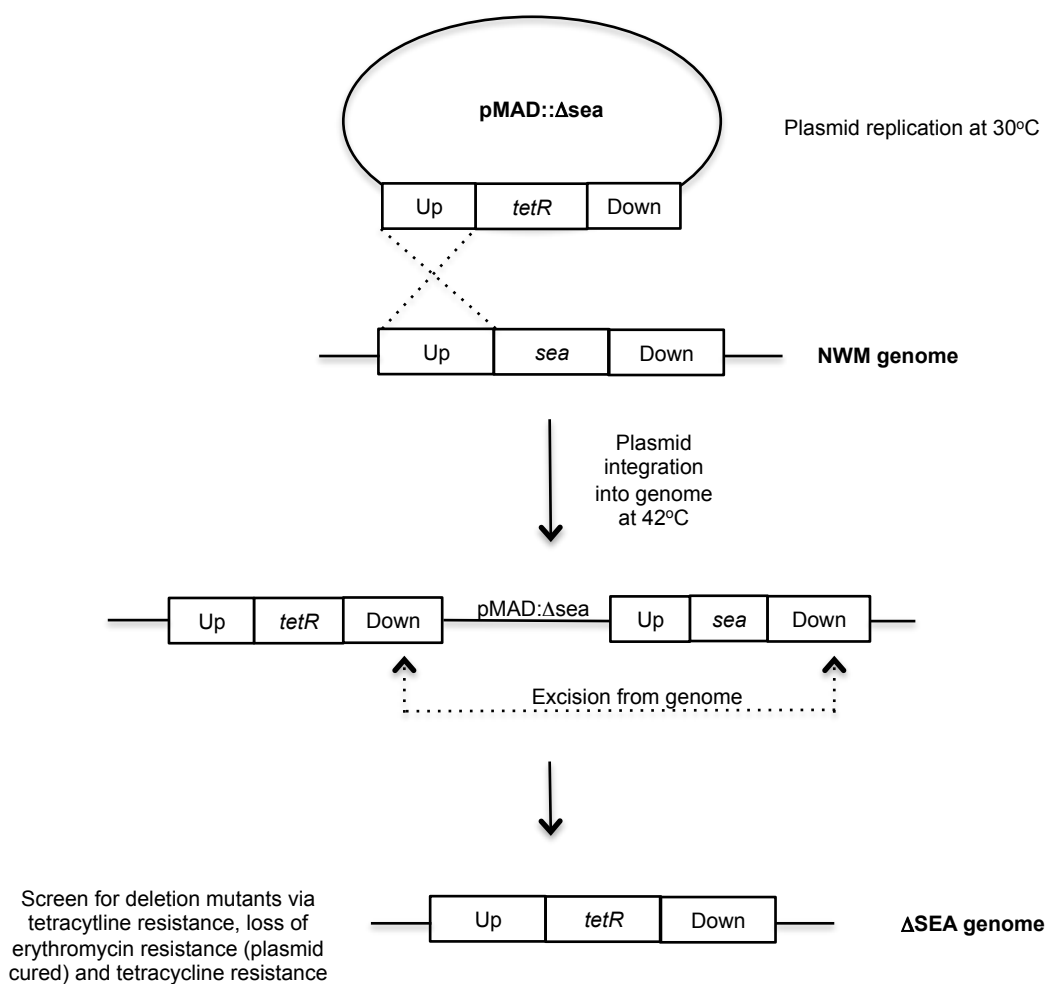 pMAD::Δsea
Plasmid replication at 30ºC
Up tetR Down
Up sea Down
NWM genome
Plasmid
integration
into genome
at 42ºC
Up tetR Down
pMAD:Δsea
Up sea Down
Excision from genome
Screen for deletion mutants via
tetracytline resistance, loss of
erythromycin resistance (plasmid
cured) and tetracycline resistance
Up tetR Down
ΔSEA genome